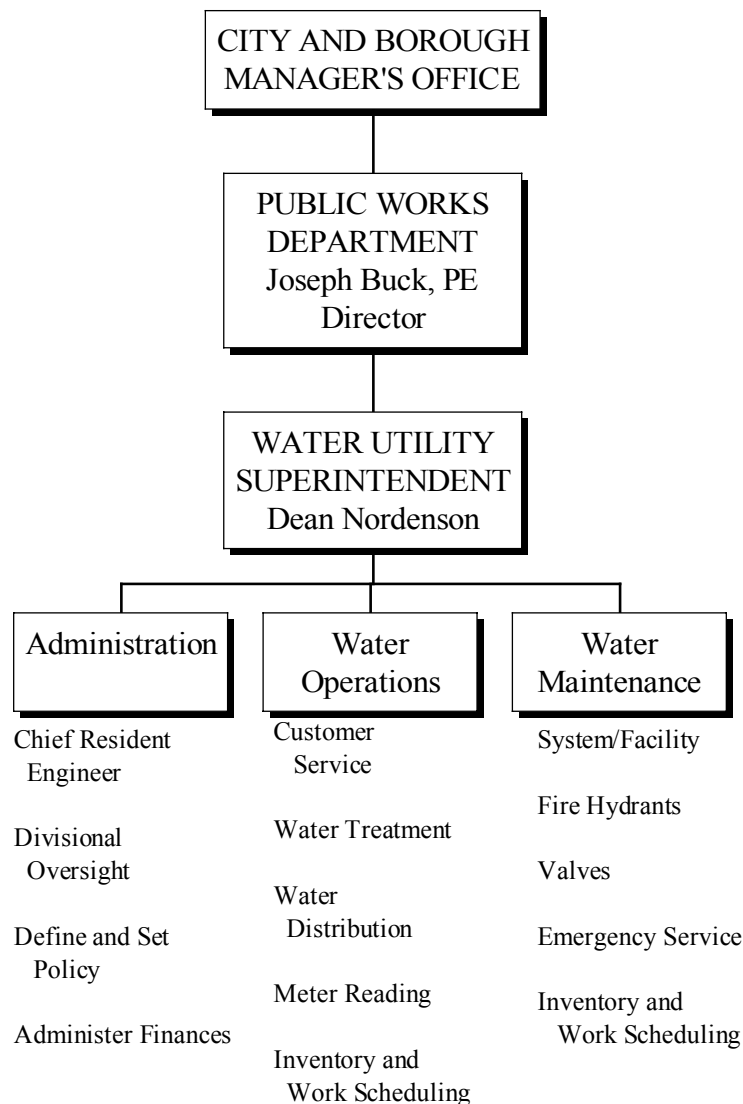 CITY AND BOROUGH
MANAGER'S OFFICE
PUBLIC WORKS
DEPARTMENT
Joseph Buck, PE
Director
WATER UTILITY
SUPERINTENDENT
Dean Nordenson
Administration
Chief Resident
Engineer
Divisional
Oversight
Define and Set
Policy
Administer Finances
Water
Operations
Customer
Service
Water Treatment
Water
Distribution
Meter Reading
Inventory and
Work Scheduling
Water
Maintenance
System/Facility
Fire Hydrants
Valves
Emergency Service
Inventory and
Work Scheduling